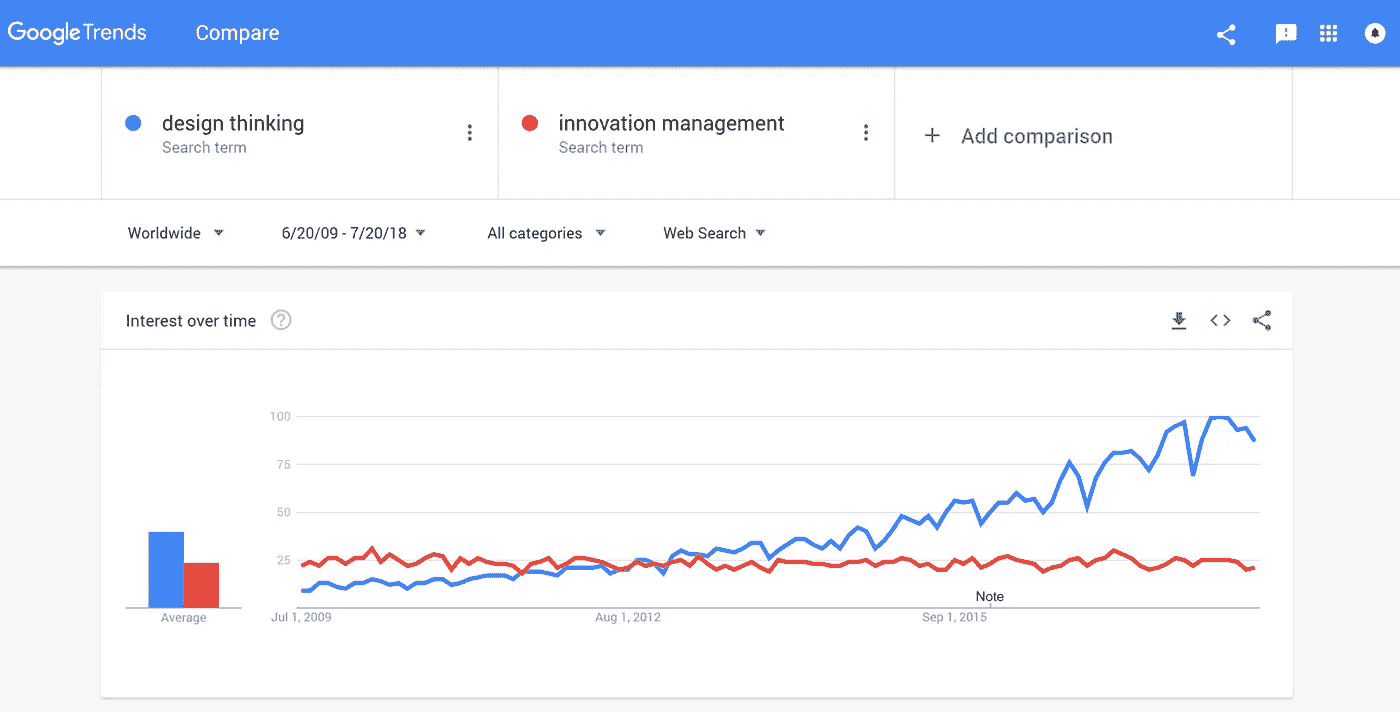 Google Trends Compare
design thinking
Search term
innovation management
Search term
+ Add comparison
Worldwide 6/20/09 - 7/20/18 All categories Web Search
Interest over time ?
100
75
50
25
Note
Average
Jul 1, 2009 Aug 1, 2012 Sep 1, 2015